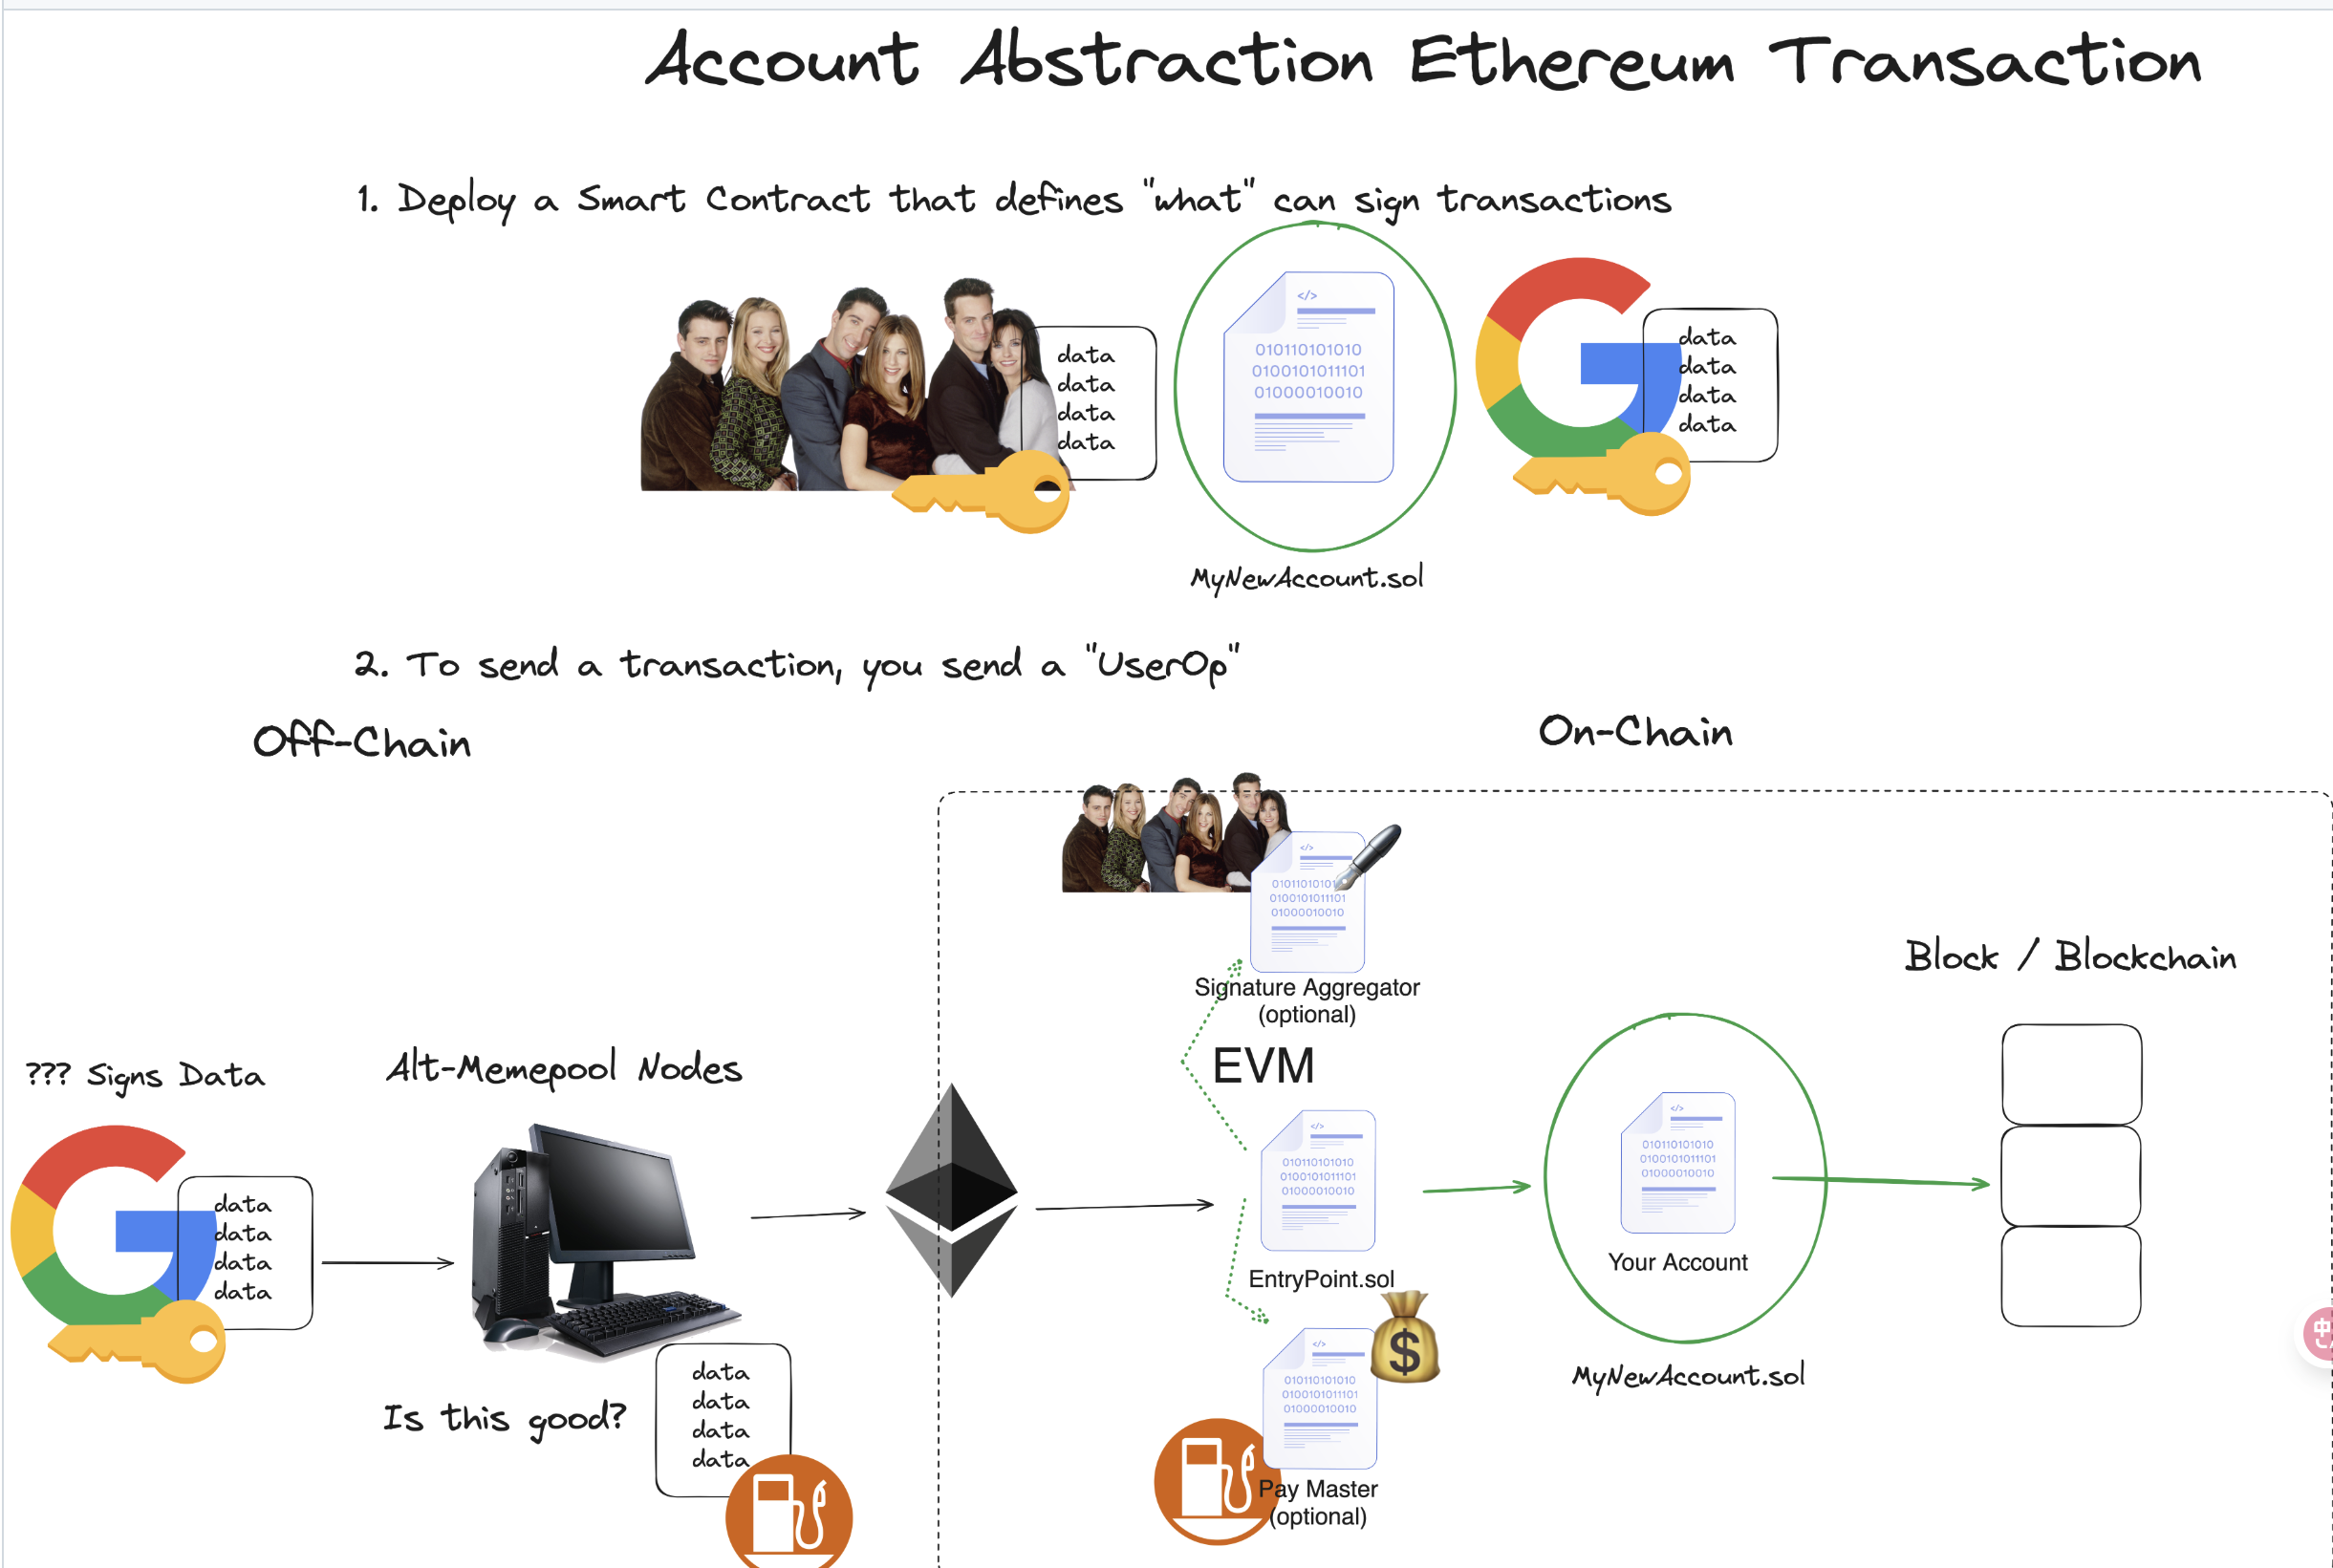 Account Abstraction Ethereum Transaction
1. Deploy a Smart Contract that defines "what" can sign transactions
data
data
data
data
</>
010110101010
0100101011101
01000010010
data
data
data
data
MyNewAccount.sol
2. To send a transaction, you send a "UserOp"
Off-Chain
On-Chain
</>
01011010101
0100101011101
01000010010
Signature Aggregator
(optional)
EVM
Block / Blockchain
??? Signs Data
data
data
data
data
Alt-Memepool Nodes
Is this good?
data
data
data
data
</>
010110101010
0100101011101
01000010010
EntryPoint.sol
</>
010110101010
0100101011101
01000010010
Your Account
MyNewAccount.sol
$
</>
010110101010
0100101011101
01000010010
Pay Master
(optional)